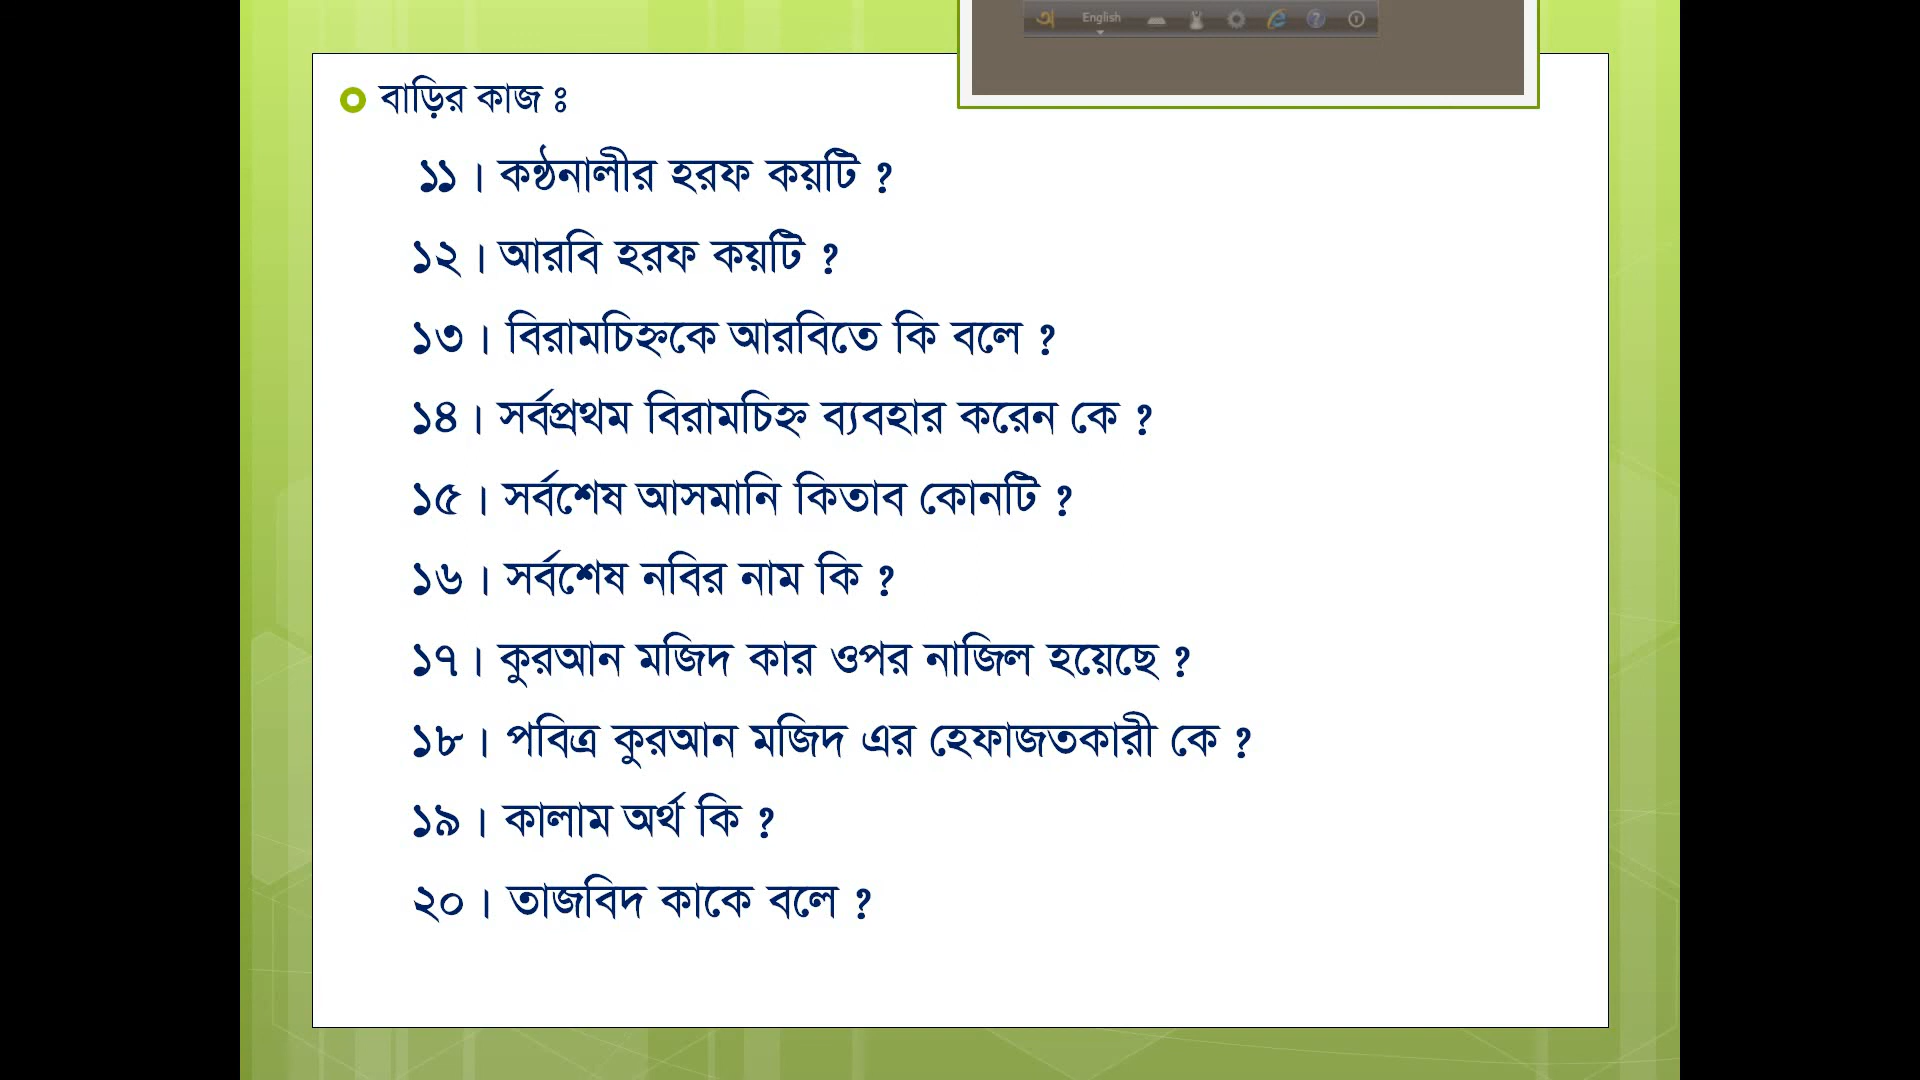 English
বাড়ির কাজ ঃ
১১ । কন্ঠনালীর হরফ কয়টি ?
১২ । আরবি হরফ কয়টি ?
১৩ । বিরামচিহ্নকে আরবিতে কি বলে ?
১৪ । সর্বপ্রথম বিরামচিহ্ন ব্যবহার করেন কে ?
১৫ । সর্বশেষ আসমানি কিতাব কোনটি ?
১৬ । সর্বশেষ নবির নাম কি ?
১৭ । কুরআন মজিদ কার ওপর নাজিল হয়েছে ?
১৮ । পবিত্র কুরআন মজিদ এর হেফাজতকারী কে ?
১৯ । কালাম অর্থ কি ?
২০ । তাজবিদ কাকে বলে ?